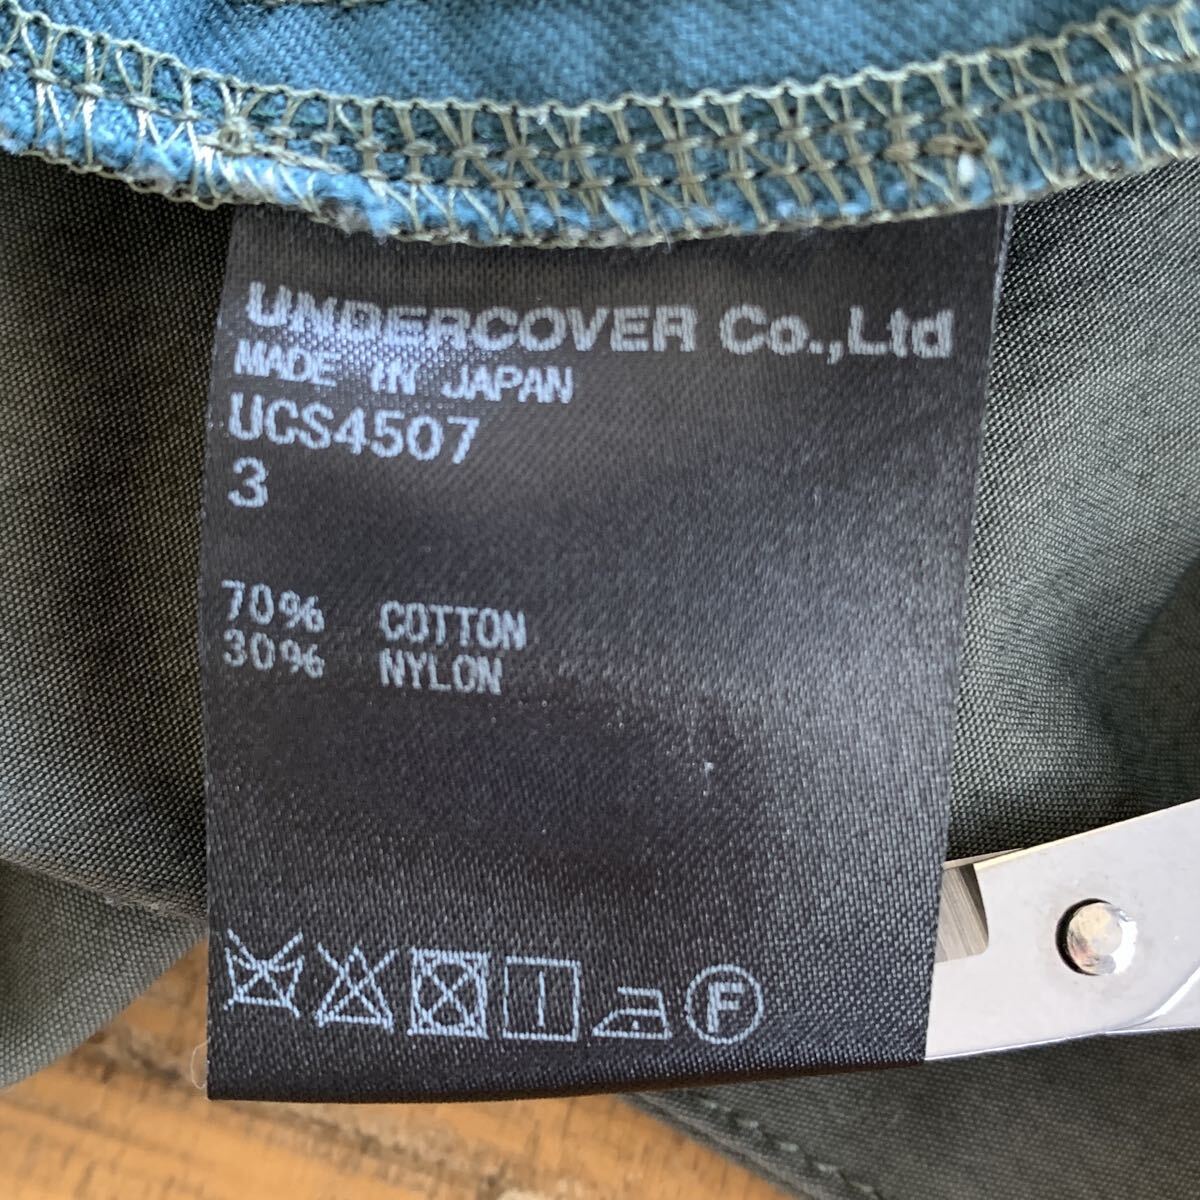 UNDERCOVER Co.,Ltd
MADE IN JAPAN
UCS4507
3
70% COTTON
30% NYLON
F